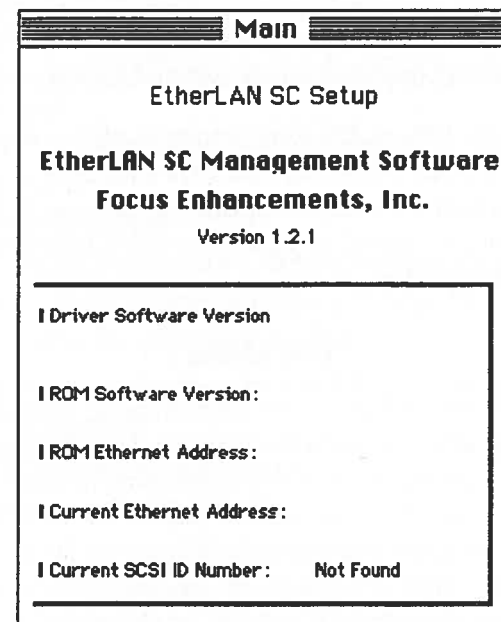 Main
EtherLAN SC Setup
EtherLAN SC Management Software
Focus Enhancements, Inc.
Version 1.2.1
I Driver Software Version
I ROM Software Version:
I ROM Ethernet Address:
I Current Ethernet Address:
I Current SCSI ID Number: Not Found